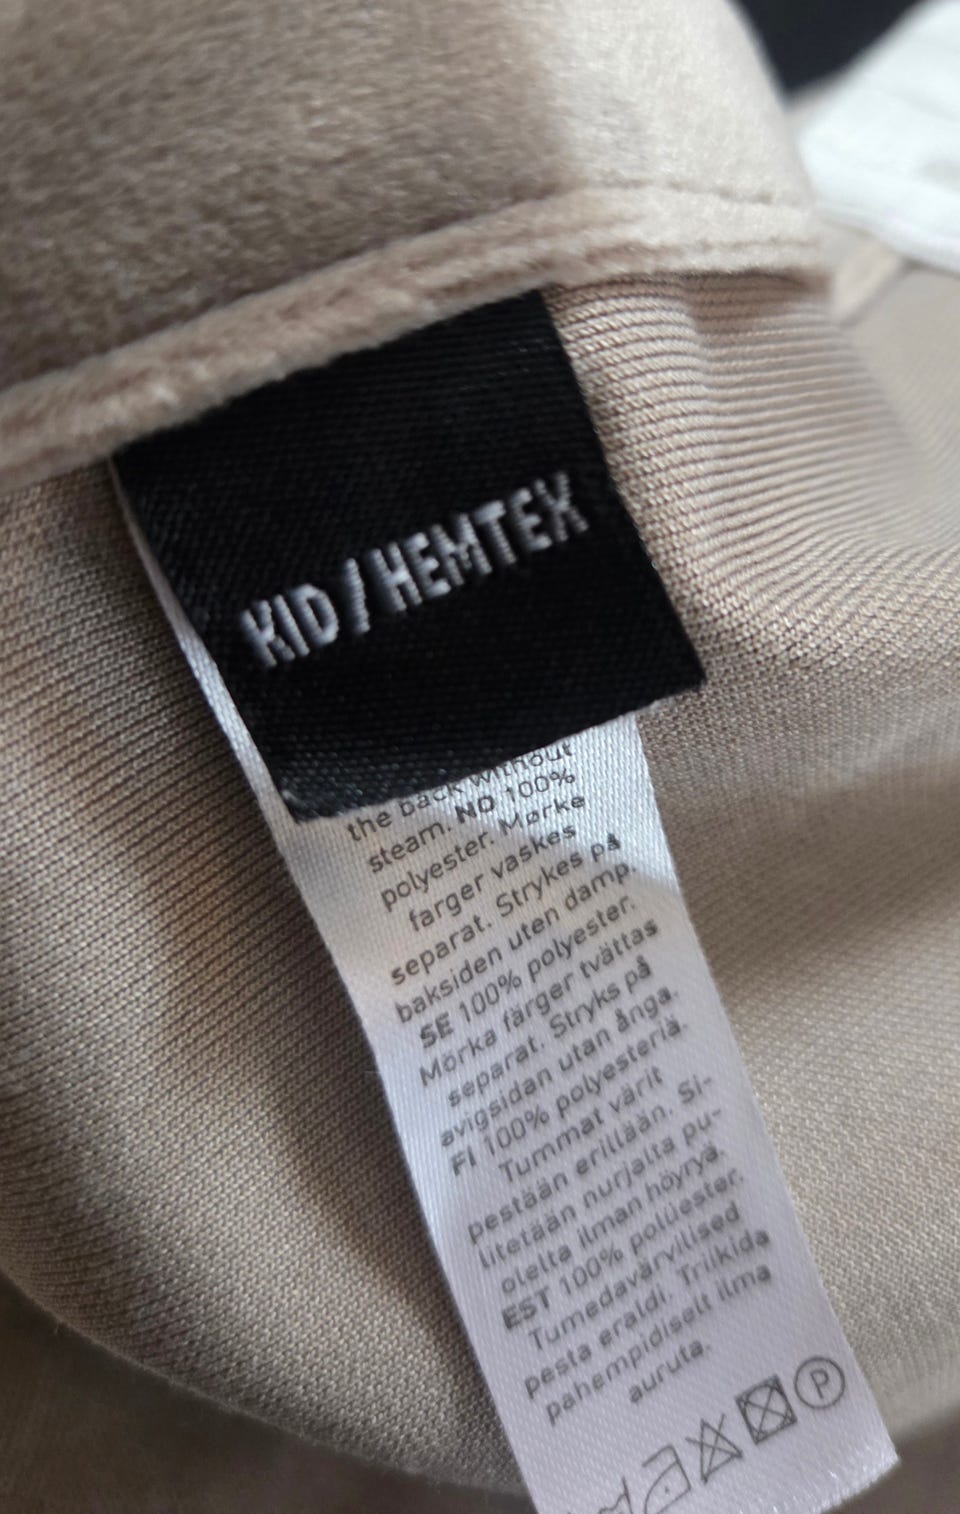 KID/HEMTEX
the back without
steam. NO 100%
polyester. Mørke
farger vaskes
separat. Strykes på
baksiden uten damp.
SE 100% polyester.
Mörka färger tvättas
separat. Stryks på
avigsidan utan ånga.
FI 100% polyesteriä.
Tummat värit
pestään erillään. Si-
litetään nurjalta pu-
olelta ilman höyryä.
EST 100% polüester.
Tumedavärvilised
pesta eraldi. Triikida
pahempidiselt ilma
auruta.
P